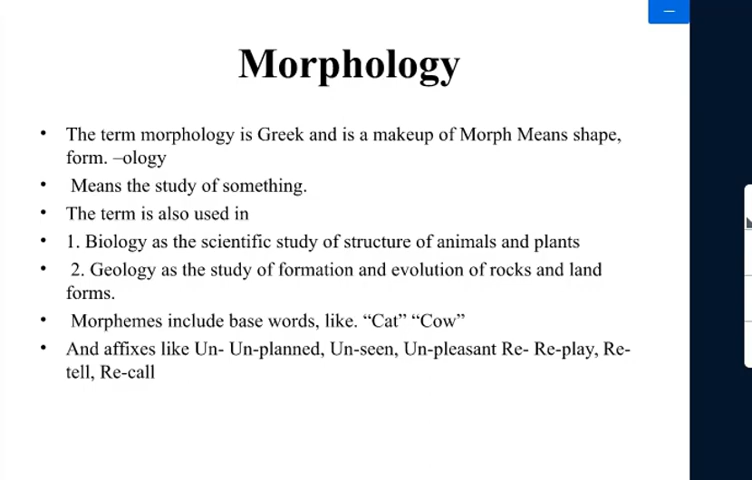 Morphology
• The term morphology is Greek and is a makeup of Morph Means shape,
form. –ology
• Means the study of something.
• The term is also used in
• 1. Biology as the scientific study of structure of animals and plants
• 2. Geology as the study of formation and evolution of rocks and land
forms.
• Morphemes include base words, like. “Cat” “Cow”
• And affixes like Un- Un-planned, Un-seen, Un-pleasant Re- Re-play, Re-
tell, Re-call